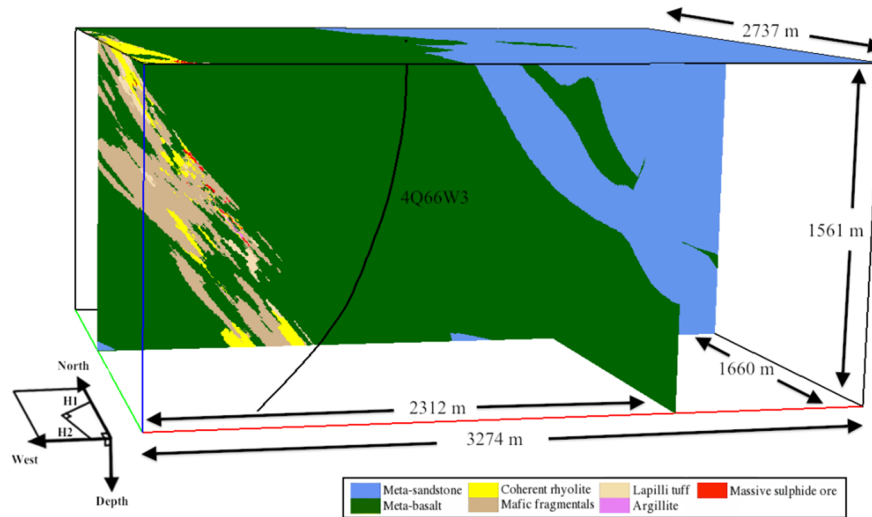 2737 m
4Q66W3
1561 m
1660 m
2312 m
3274 m
North
H1
H2
West
Depth
Meta-sandstone
Coherent rhyolite
Lapilli tuff
Massive sulphide ore
Meta-basalt
Mafic fragmentals
Argillite